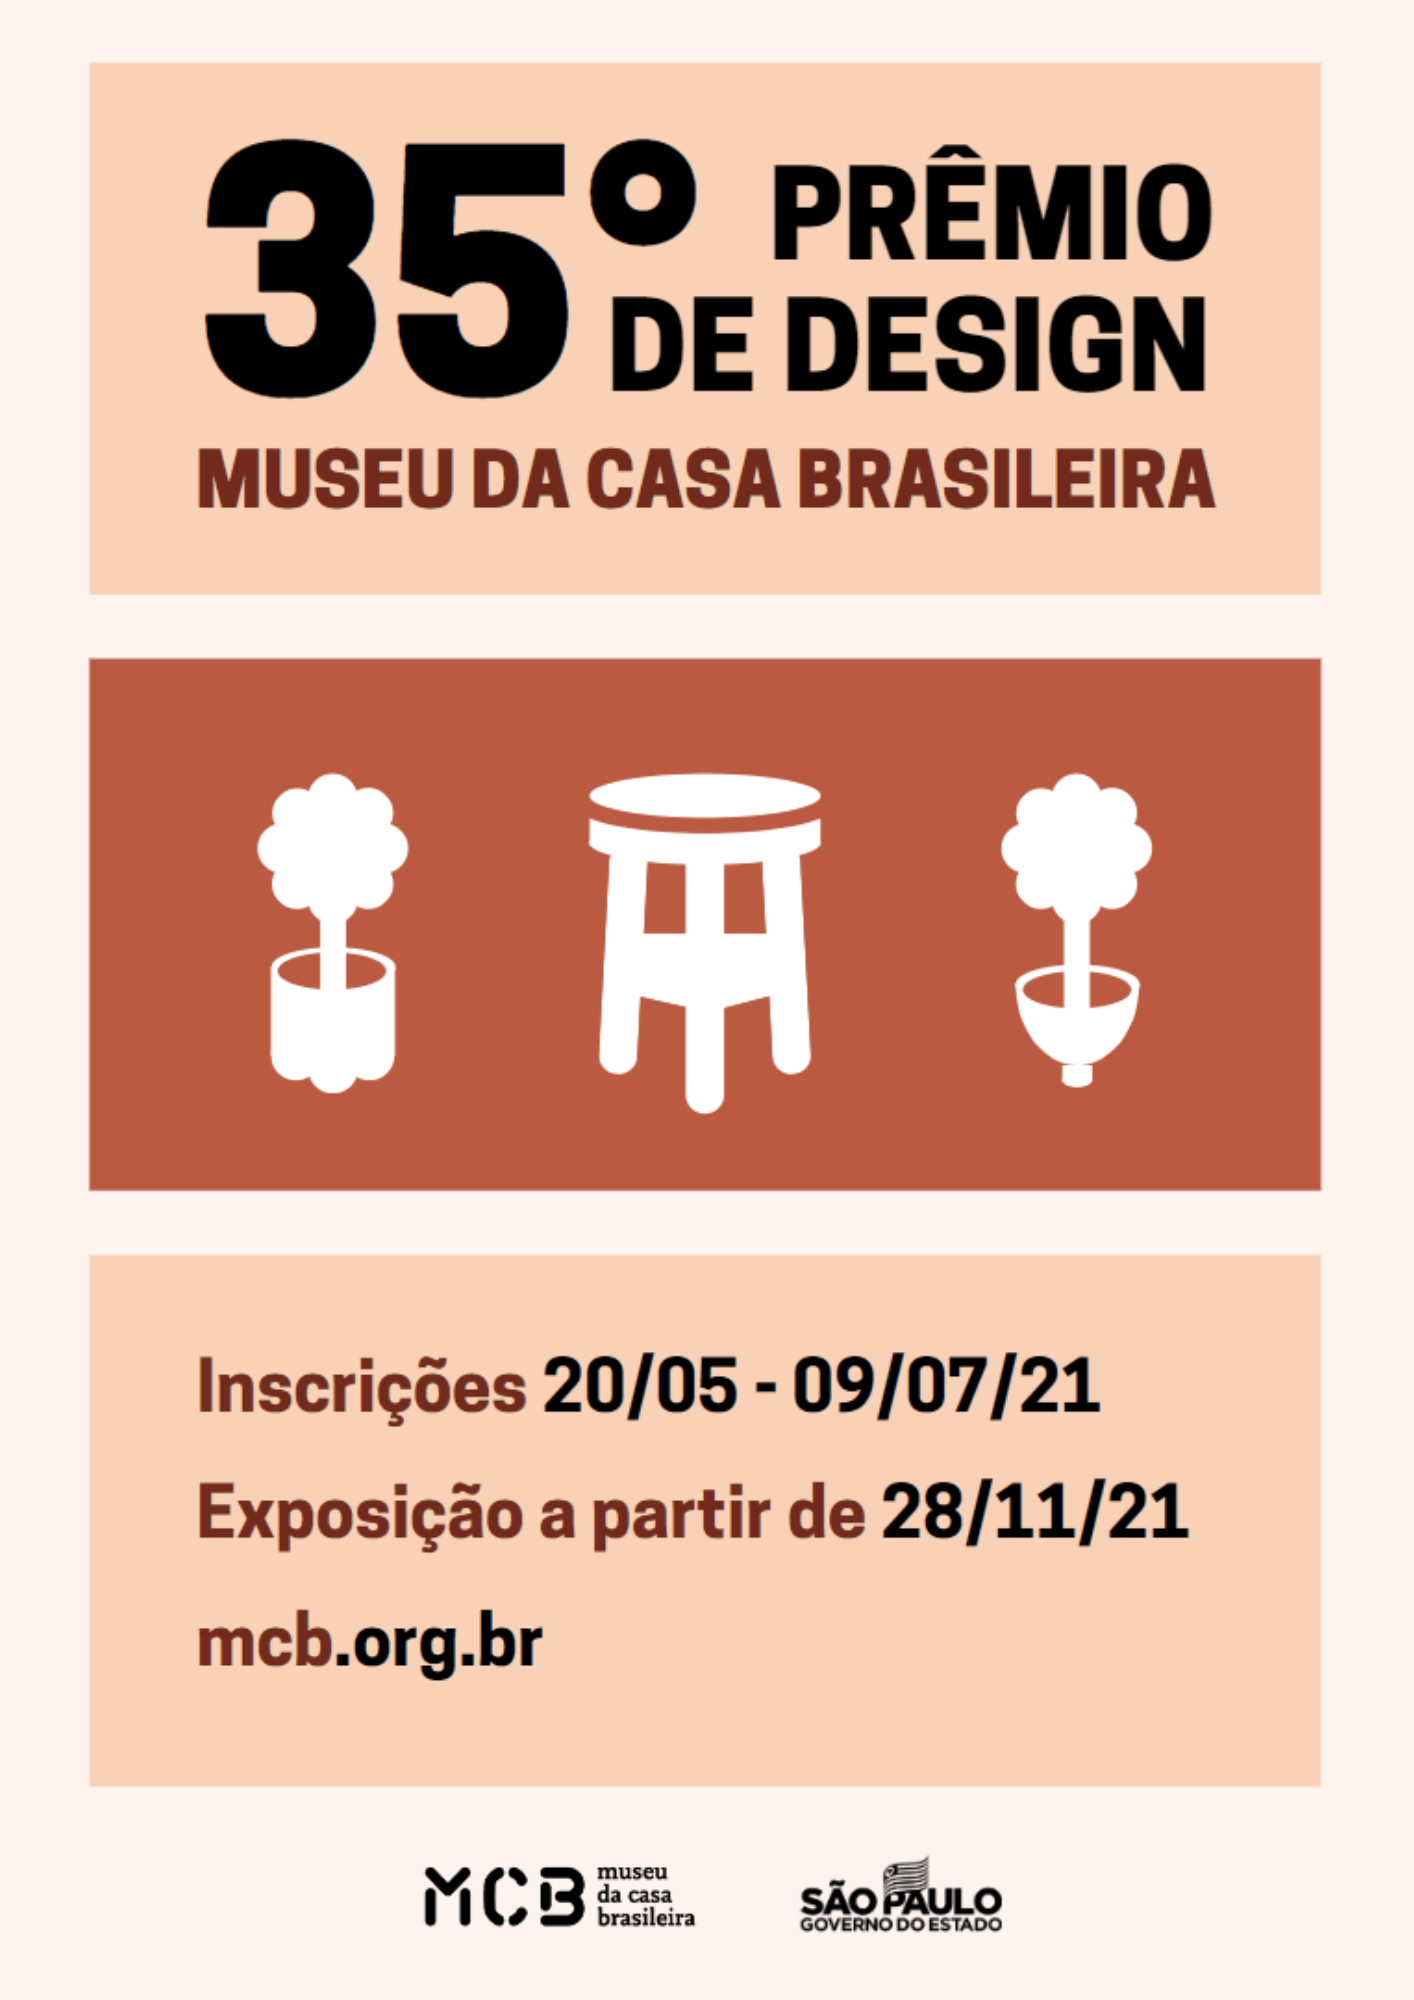 35º PRÊMIO
DE DESIGN
MUSEU DA CASA BRASILEIRA
Inscrições 20/05 - 09/07/21
Exposição a partir de 28/11/21
mcb.org.br
MCB museu
da casa
brasileira
SÃO PAULO
GOVERNO DO ESTADO